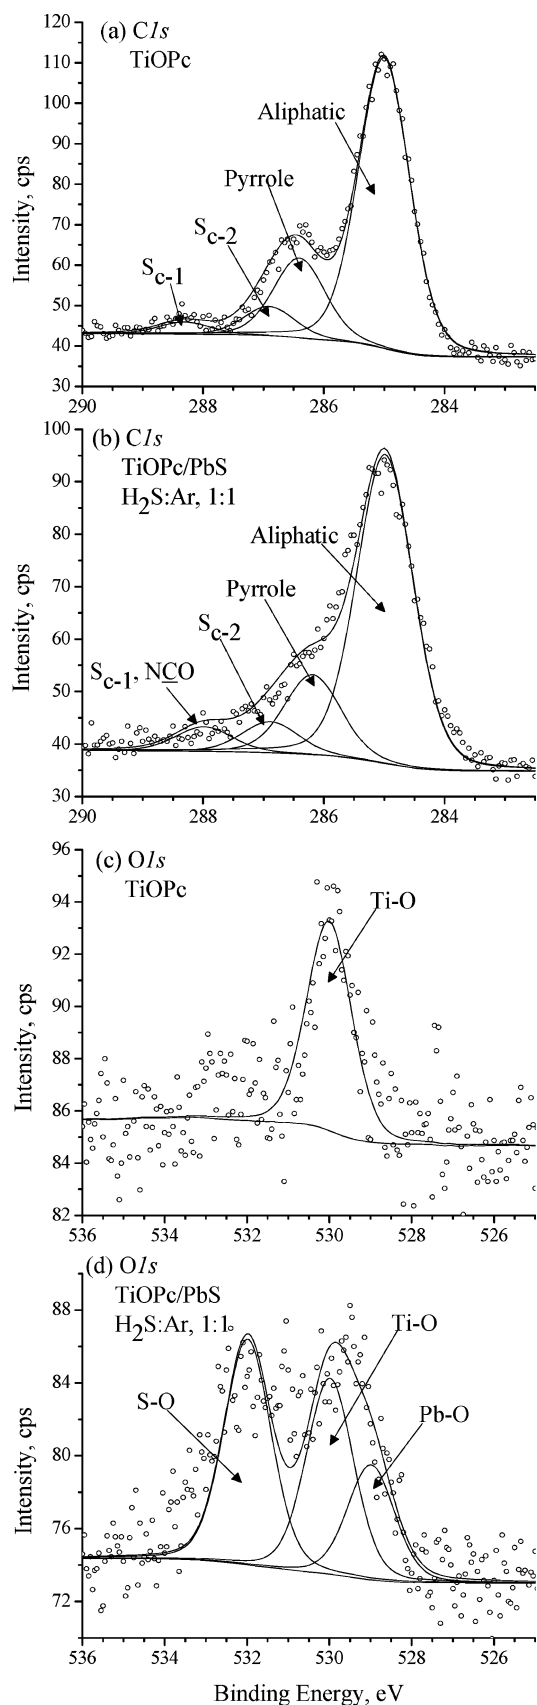 (a) C1s
TiOPc
Aliphatic
Pyrrole
Sc-2
Sc-1
Intensity, cps
120
110
100
90
80
70
60
50
40
30
290
288
286
284
(b) C1s
TiOPc/PbS
H2S:Ar, 1:1
Aliphatic
Pyrrole
Sc-2
Sc-1, NCO
Intensity, cps
100
90
80
70
60
50
40
30
290
288
286
284
(c) O1s
TiOPc
Ti-O
Intensity, cps
96
94
92
90
88
86
84
82
536
534
532
530
528
526
(d) O1s
TiOPc/PbS
H2S:Ar, 1:1
Ti-O
S-O
Pb-O
Intensity, cps
88
84
80
76
72
536
534
532
530
528
526
Binding Energy, eV